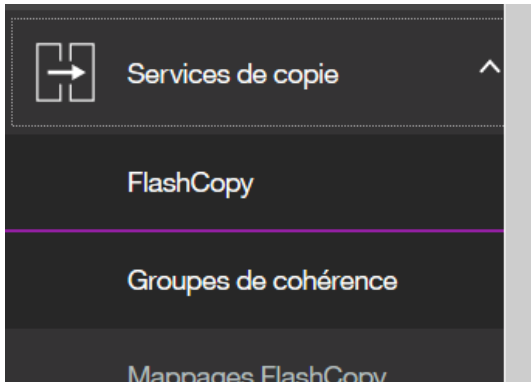 Services de copie
FlashCopy
Groupes de cohérence
Mappages FlashCopy